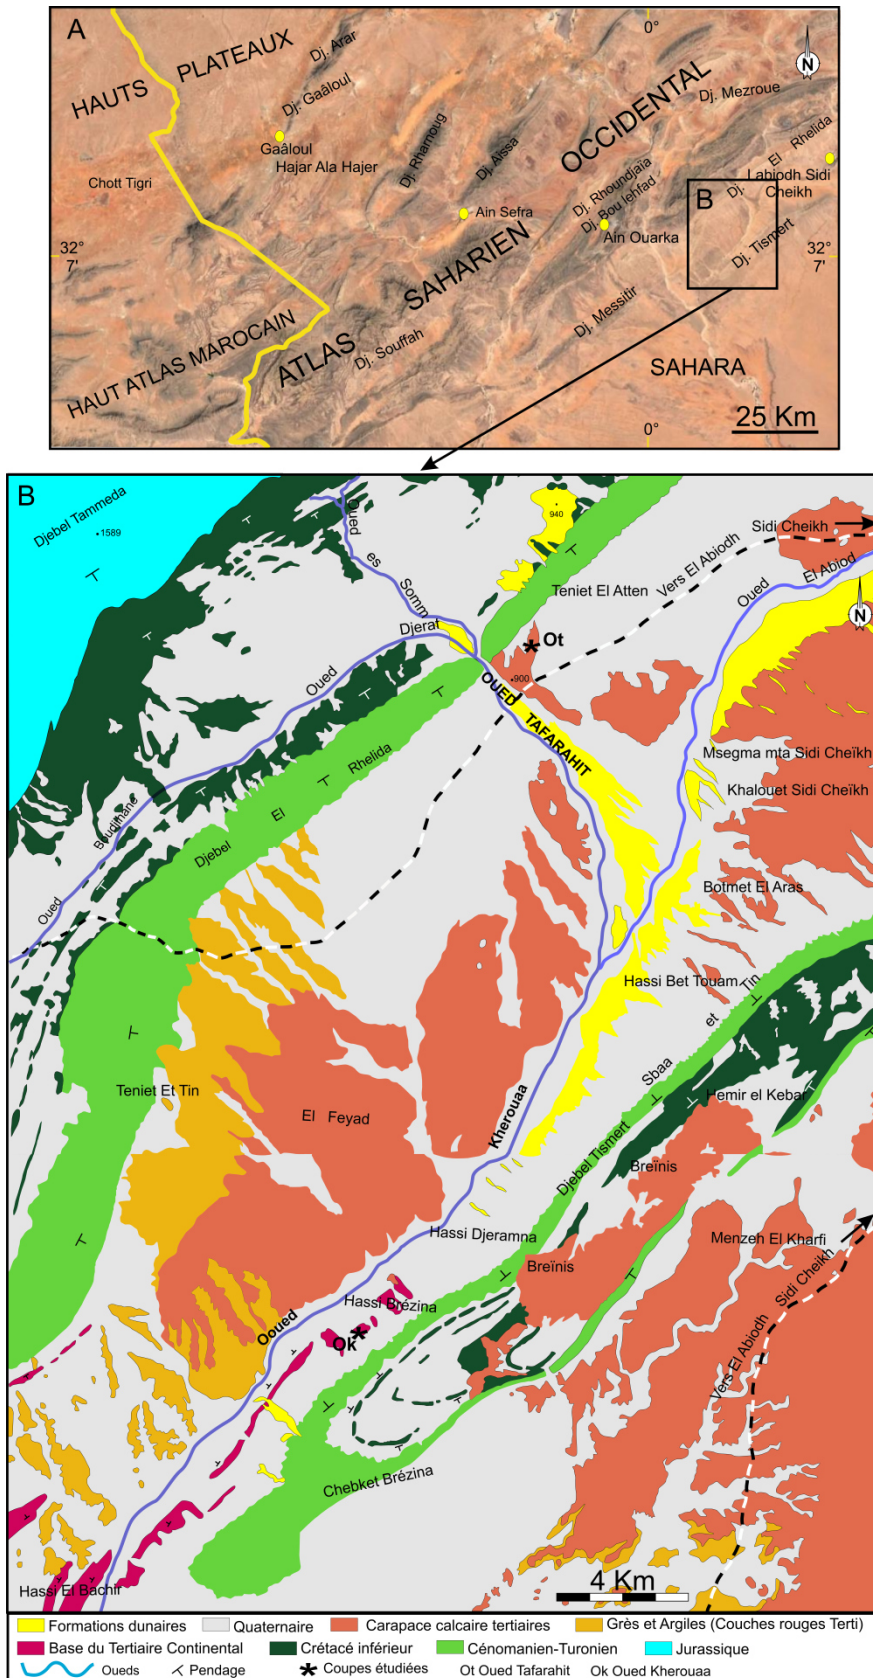 A
0°
N
HAUTS PLATEAUX
Dj. Arar
Dj. Gaâloul
Gaâloul
Hajar Ala Hajer
Chott Tigri
Dj. Rharnoug
Dj. Aissa
OCCIDENTAL
Dj. Mezroue
Dj. El Rhelida
Labiodh Sidi
Cheikh
Dj. Rhoundjaïa
Dj. Bou lehfad
Ain Sefra
Ain Ouarka
B
Dj. Tismert
32°
7'
32°
7'
SAHARIEN
ATLAS
HAUT ATLAS MAROCAIN
Dj. Souffah
Dj. Messitir
SAHARA
0°
25 Km
B
Djebel Tammeda
1589
Oued es Somm
940
Sidi Cheikh
Vers El Abiodh
Oued El Abiod
Teniet El Atten
N
Djeraf
Oued
Ot
900
OUED TAFARAHIT
Msegma mta Sidi Cheïkh
Khalouet Sidi Cheïkh
Djebel El Rhelida
Boudjihane
Oued
Botmet El Aras
Hassi Bet Touam
Djebel Tismert Sbaa et Tin
Teniet Et Tin
El Feyad
Kherouaa
Hemir el Kebar
Breïnis
Hassi Djeramna
Menzeh El Kharfi
Breïnis
Sidi Cheikh
Vers El Abiodh
Hassi Brézina
Ooued
Ok
Chebket Brézina
Hassi El Bachir
4 Km
Formations dunaires
Quaternaire
Carapace calcaire tertiaires
Grès et Argiles (Couches rouges Terti)
Base du Tertiaire Continental
Crétacé inférieur
Cénomanien-Turonien
Jurassique
Oueds
Pendage
Coupes étudiées
Ot Oued Tafarahit
Ok Oued Kherouaa